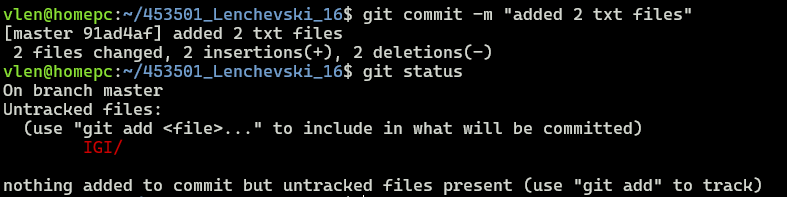 vlen@homepc:~/453501_Lenchevski_16$ git commit -m "added 2 txt files"
[master 91ad4af] added 2 txt files
 2 files changed, 2 insertions(+), 2 deletions(-)
vlen@homepc:~/453501_Lenchevski_16$ git status
On branch master
Untracked files:
  (use "git add <file>..." to include in what will be committed)
        IGI/

nothing added to commit but untracked files present (use "git add" to track)